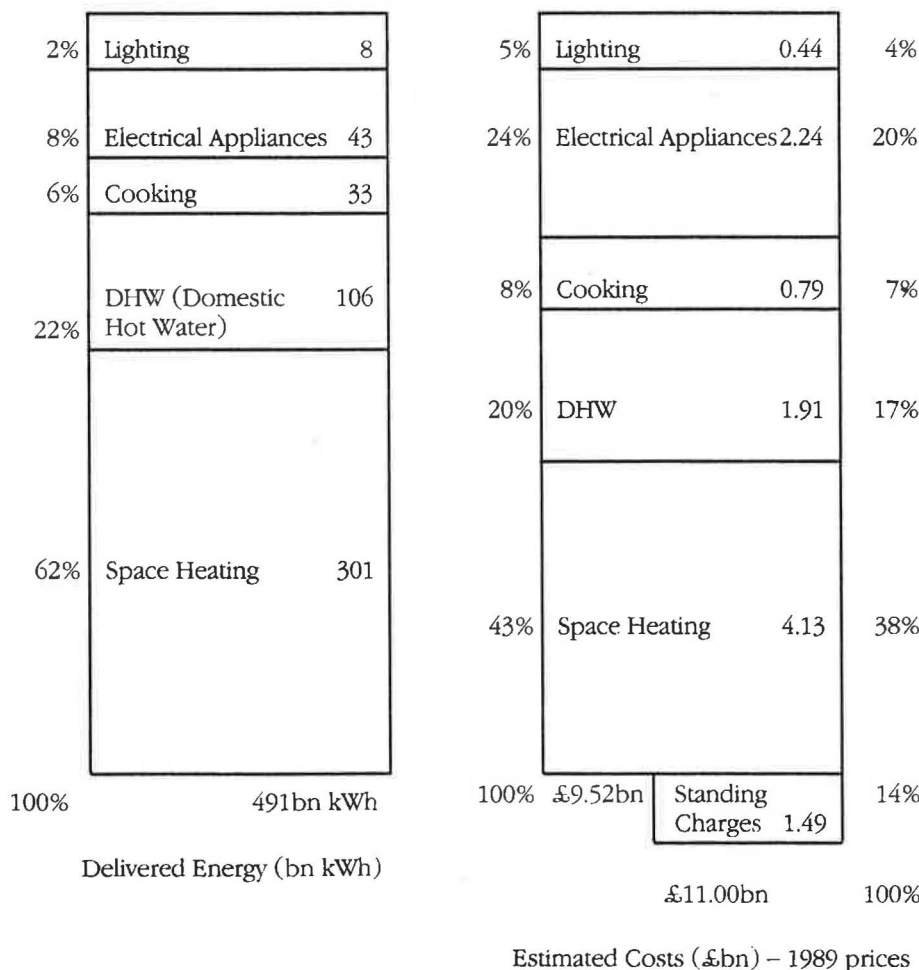 2% Lighting 8
8% Electrical Appliances 43
6% Cooking 33
DHW (Domestic 106
22% Hot Water)
62% Space Heating 301
100% 491bn kWh
Delivered Energy (bn kWh)
5% Lighting 0.44 4%
24% Electrical Appliances 2.24 20%
8% Cooking 0.79 7%
20% DHW 1.91 17%
43% Space Heating 4.13 38%
100% £9.52bn Standing 14%
Charges 1.49
£11.00bn 100%
Estimated Costs (£bn) – 1989 prices